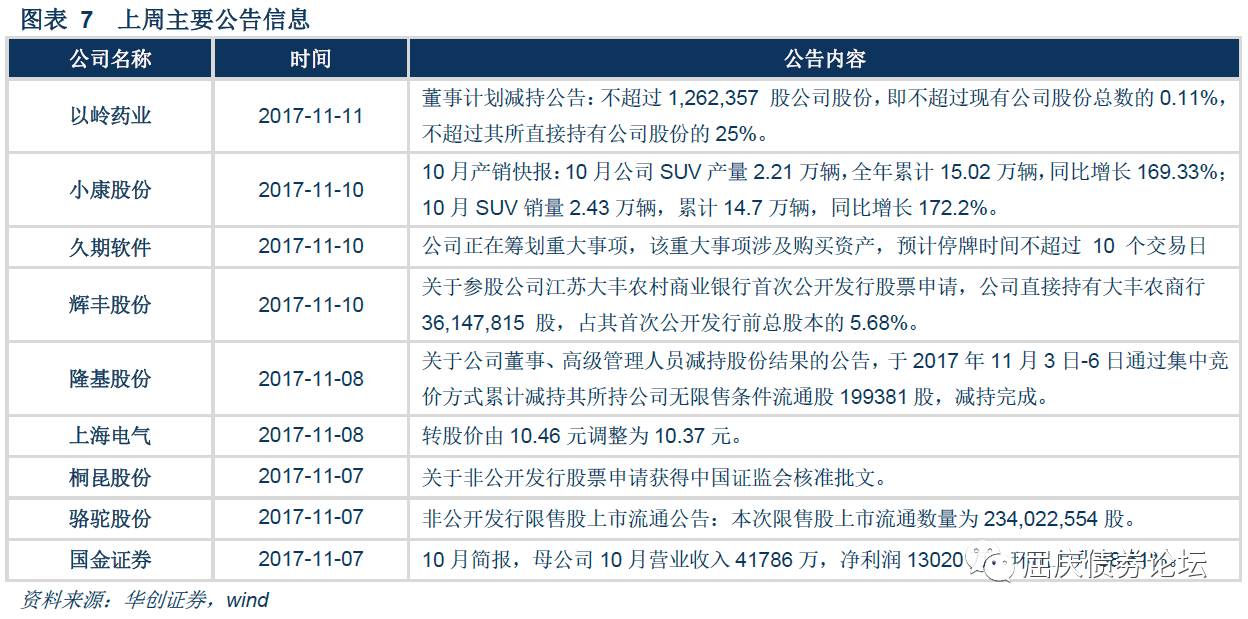 图表 7 上周主要公告信息
公司名称 时间 公告内容
以岭药业 2017-11-11 董事计划减持公告：不超过 1,262,357 股公司股份，即不超过现有公司股份总数的 0.11%，
不超过其所直接持有公司股份的 25%。
小康股份 2017-11-10 10 月产销快报：10 月公司 SUV 产量 2.21 万辆，全年累计 15.02 万辆，同比增长 169.33%；
10 月 SUV 销量 2.43 万辆，累计 14.7 万辆，同比增长 172.2%。
久期软件 2017-11-10 公司正在筹划重大事项，该重大事项涉及购买资产，预计停牌时间不超过 10 个交易日
辉丰股份 2017-11-10 关于参股公司江苏大丰农村商业银行首次公开发行股票申请，公司直接持有大丰农商行
36,147,815 股，占其首次公开发行前总股本的 5.68%。
隆基股份 2017-11-08 关于公司董事、高级管理人员减持股份结果的公告，于 2017 年 11 月 3 日-6 日通过集中竞
价方式累计减持其所持公司无限售条件流通股 199381 股，减持完成。
上海电气 2017-11-08 转股价由 10.46 元调整为 10.37 元。
桐昆股份 2017-11-07 关于非公开发行股票申请获得中国证监会核准批文。
骆驼股份 2017-11-07 非公开发行限售股上市流通公告：本次限售股上市流通数量为 234,022,554 股。
国金证券 2017-11-07 10 月简报，母公司 10 月营业收入 41786 万，净利润 13020
屈庆债券论坛
资料来源：华创证券，wind